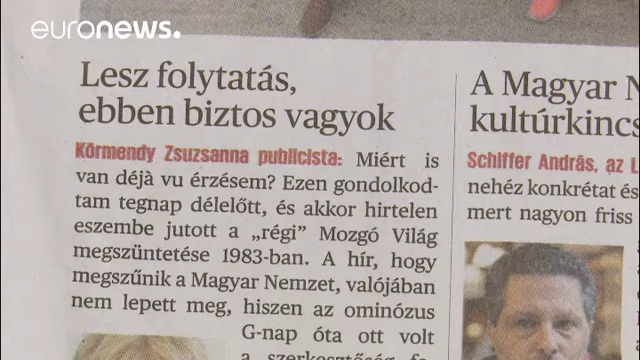 euronews.
Lesz folytatás,
ebben biztos vagyok
Körmendy Zsuzsanna publicista: Miért is
van déjà vu érzésem? Ezen gondolkod-
tam tegnap délelőtt, és akkor hirtelen
eszembe jutott a „régi” Mozgó Világ
megszüntetése 1983-ban. A hír, hogy
megszűnik a Magyar Nemzet, valójában
nem lepett meg, hiszen az ominózus
G-nap óta ott volt
a szerkesztőség
A Magyar N
kultúrkincs
Schiffer András, az L
nehéz konkrétat és
mert nagyon friss